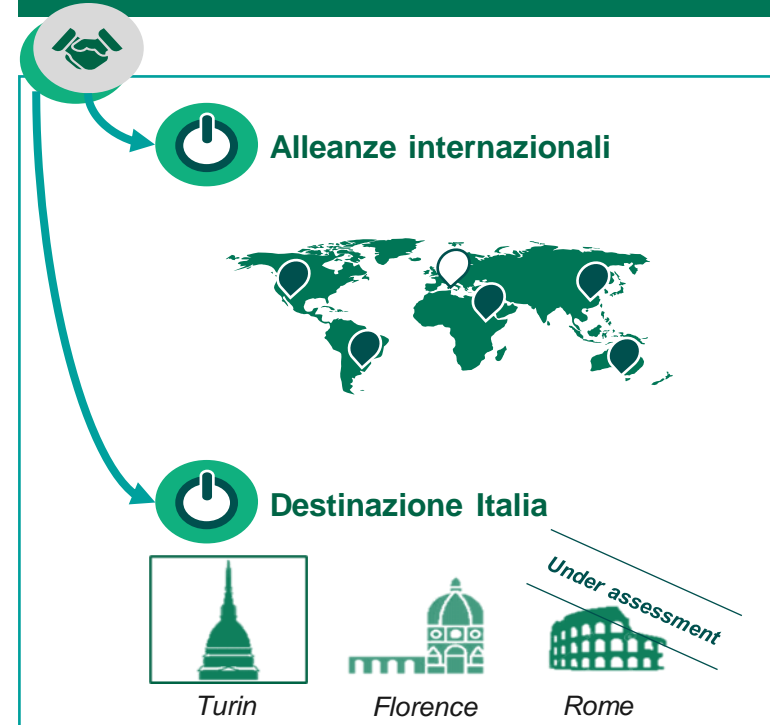 Alleanze internazionali
Destinazione Italia
Under assessment
Turin
Florence
Rome